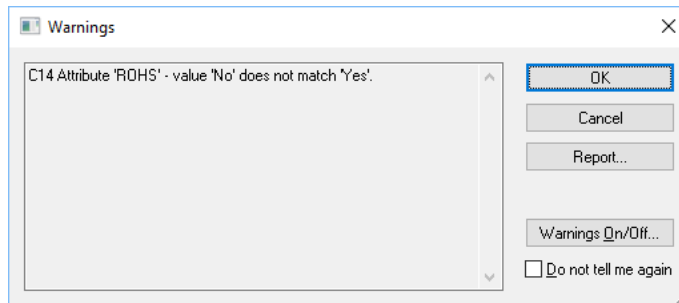 Warnings
C14 Attribute 'ROHS' - value 'No' does not match 'Yes'.
OK
Cancel
Report...
Warnings On/Off...
Do not tell me again